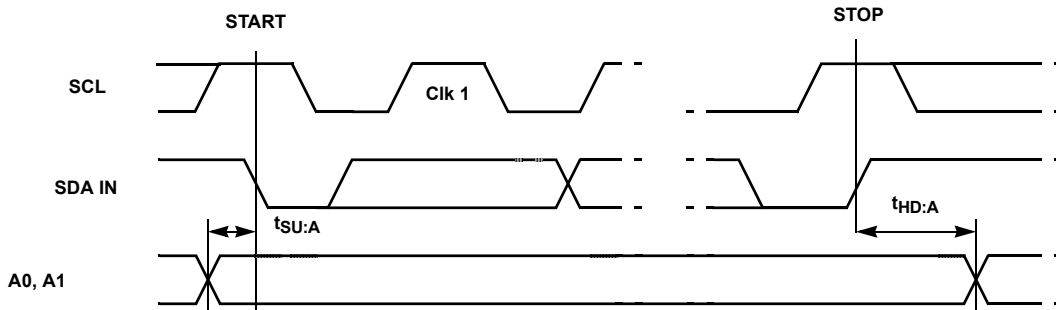 START
STOP
SCL
Clk 1
SDA IN
tSU:A
tHD:A
A0, A1